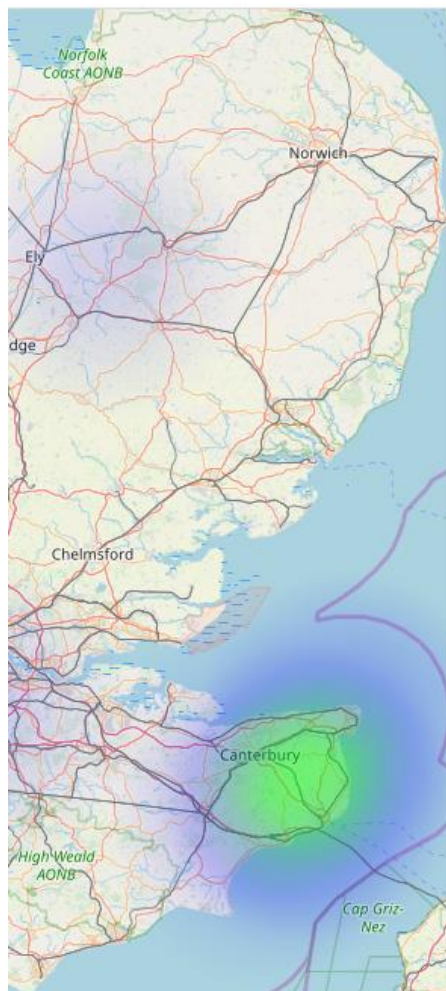 Norfolk
Coast AONB
Norwich
Ely
dge
Chelmsford
Canterbury
High Weald
AONB
Cap Griz-
Nez